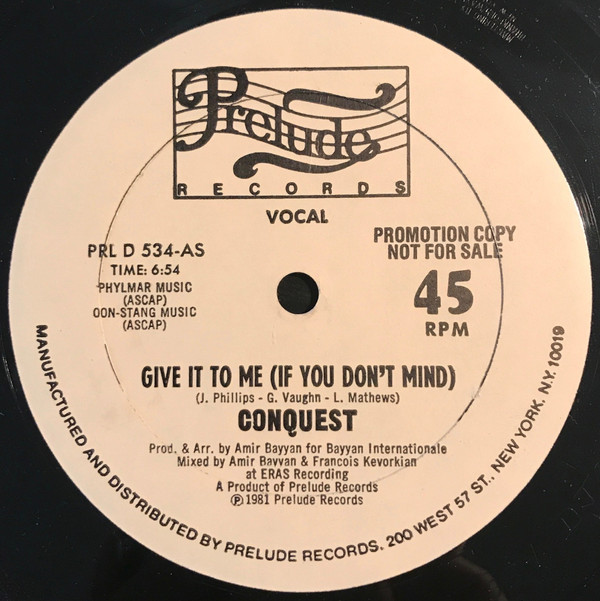 Prelude
RECORDS
VOCAL
PRL D 534-AS
TIME: 6:54
PHYLMAR MUSIC
(ASCAP)
OON-STANG MUSIC
(ASCAP)
PROMOTION COPY
NOT FOR SALE
45
RPM
GIVE IT TO ME (IF YOU DON'T MIND)
(J. Phillips - G. Vaughn - L. Mathews)
CONQUEST
Prod. & Arr. by Amir Bayyan for Bayyan Internationale
Mixed by Amir Bayyan & Francois Kevorkian
at ERAS Recording
A Product of Prelude Records
℗ 1981 Prelude Records
MANUFACTURED AND DISTRIBUTED BY PRELUDE RECORDS. 200 WEST 57 ST., NEW YORK. N.Y. 10019